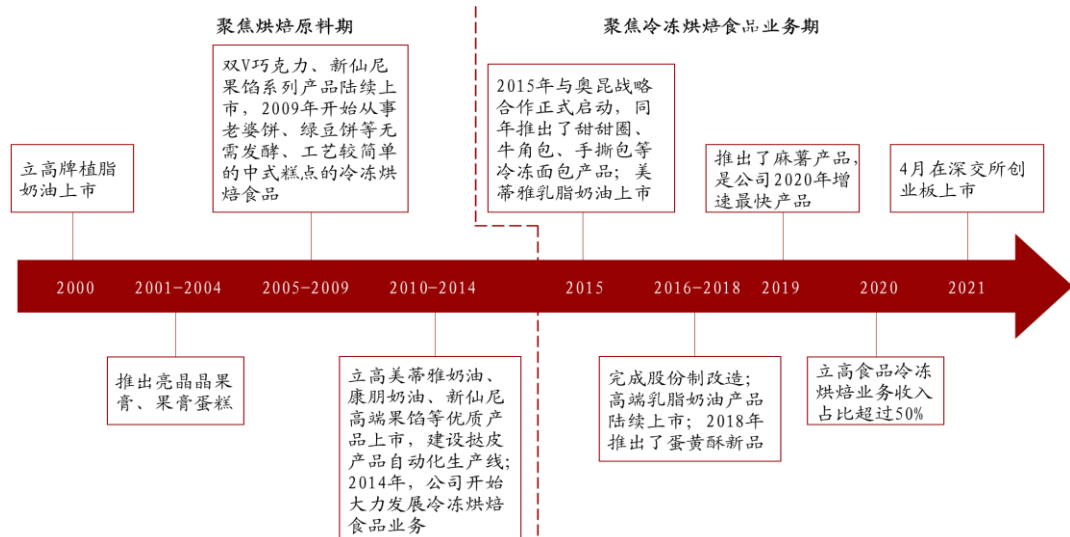 聚焦烘焙原料期
聚焦冷冻烘焙食品业务期
立高牌植脂
奶油上市
双V巧克力、新仙尼
果馅系列产品陆续上
市，2009年开始从事
老婆饼、绿豆饼等无
需发酵、工艺较简单
的中式糕点的冷冻烘
焙食品
2015年与奥昆战略
合作正式启动，同
年推出了甜甜圈、
牛角包、手撕包等
冷冻面包产品；美
蒂雅乳脂奶油上市
推出了麻薯产品，
是公司2020年增
速最快产品
4月在深交所创
业板上市
2000
2001-2004
2005-2009
2010-2014
2015
2016-2018
2019
2020
2021
推出亮晶晶果
膏、果膏蛋糕
立高美蒂雅奶油、
康朋奶油、新仙尼
高端果馅等优质产
品上市，建设挞皮
产品自动化生产线；
2014年，公司开始
大力发展冷冻烘焙
食品业务
完成股份制改造；
高端乳脂奶油产品
陆续上市；2018年
推出了蛋黄酥新品
立高食品冷冻
烘焙业务收入
占比超过50%